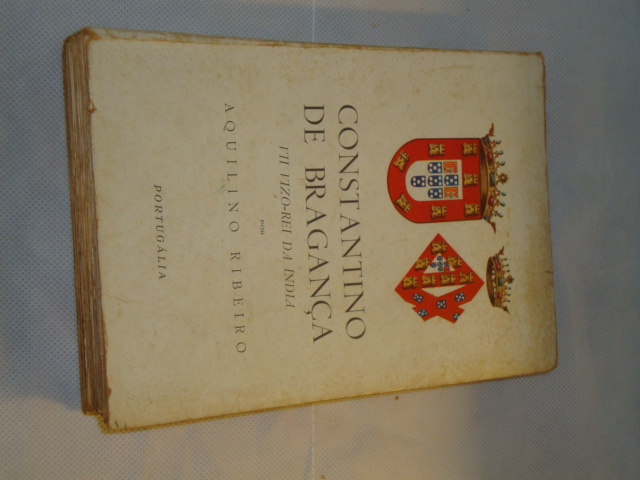 CONSTANTINO
DE BRAGANÇA
VII VIZO-REI DA ÍNDIA
POR
AQUILINO RIBEIRO
PORTUGÁLIA